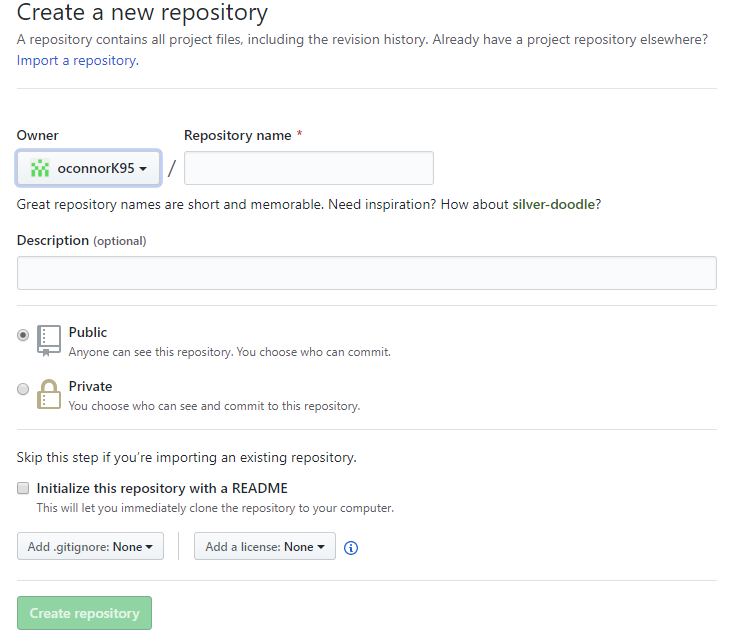 Create a new repository
A repository contains all project files, including the revision history. Already have a project repository elsewhere?
Import a repository.
Owner
Repository name *
oconnorK95
/
Great repository names are short and memorable. Need inspiration? How about silver-doodle?
Description (optional)
Public
Anyone can see this repository. You choose who can commit.
Private
You choose who can see and commit to this repository.
Skip this step if you’re importing an existing repository.
Initialize this repository with a README
This will let you immediately clone the repository to your computer.
Add .gitignore: None
Add a license: None
Create repository